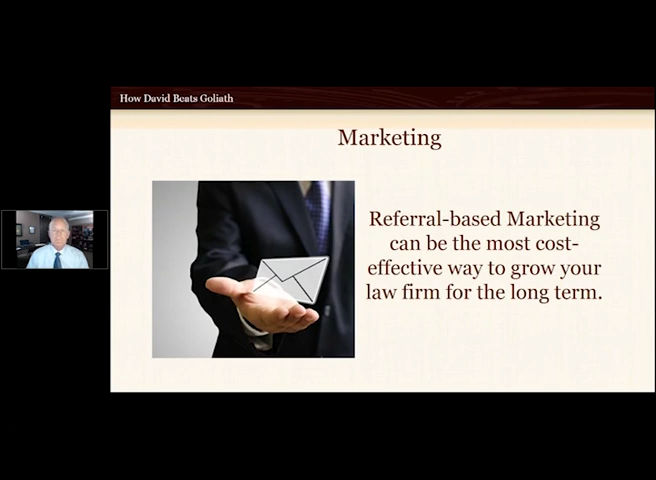 How David Beats Goliath
Marketing
Referral-based Marketing
can be the most cost-
effective way to grow your
law firm for the long term.